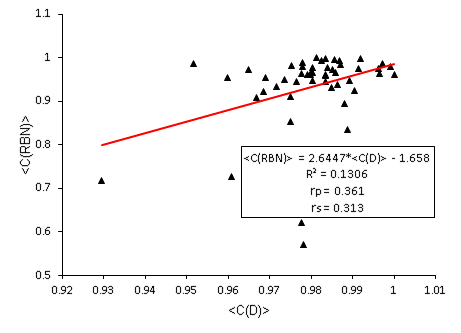 1.1
1
0.9
0.8
0.7
0.6
0.5
<C(RBN)>
<C(RBN)> = 2.6447*<C(D)> - 1.658
R² = 0.1306
rp = 0.361
rs = 0.313
0.92 0.93 0.94 0.95 0.96 0.97 0.98 0.99 1 1.01
<C(D)>